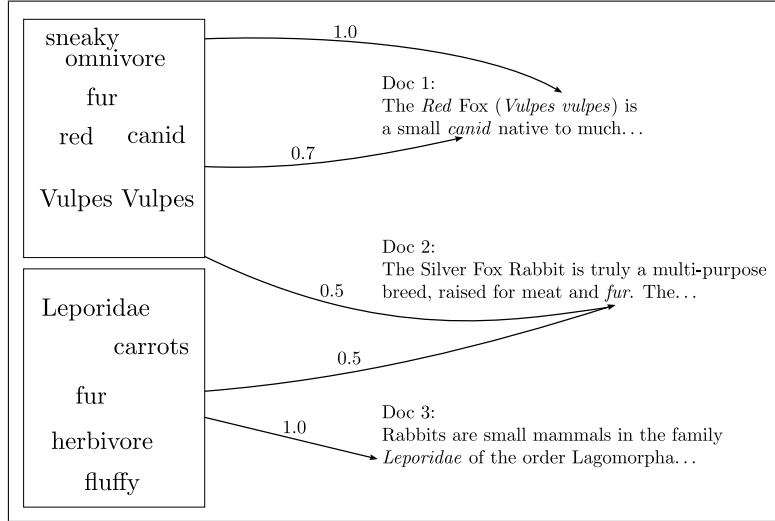 sneaky
omnivore
fur
red canid
Vulpes Vulpes
1.0
Doc 1:
The Red Fox (Vulpes vulpes) is
a small canid native to much...
0.7
Doc 2:
The Silver Fox Rabbit is truly a multi-purpose
breed, raised for meat and fur. The...
0.5
Leporidae
carrots
fur
herbivore
fluffy
0.5
1.0
Doc 3:
Rabbits are small mammals in the family
Leporidae of the order Lagomorpha...